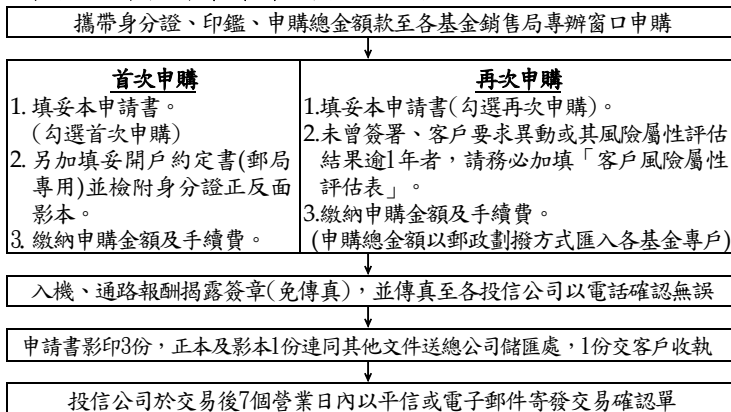 攜帶身分證、印鑑、申購總金額款至各基金銷售局專辦窗口申購
首次申購
1. 填妥本申請書。
(勾選首次申購)
2. 另加填妥開戶約定書(郵局
專用)並檢附身分證正反面
影本。
3. 繳納申購金額及手續費。
再次申購
1.填妥本申請書(勾選再次申購)。
2.未曾簽署、客戶要求異動或其風險屬性評估
結果逾1年者，請務必加填「客戶風險屬性
評估表」。
3.繳納申購金額及手續費。
(申購總金額以郵政劃撥方式匯入各基金專戶)
入機、通路報酬揭露簽章(免傳真)，並傳真至各投信公司以電話確認無誤
申請書影印3份，正本及影本1份連同其他文件送總公司儲匯處，1份交客戶收執
投信公司於交易後7個營業日內以平信或電子郵件寄發交易確認單